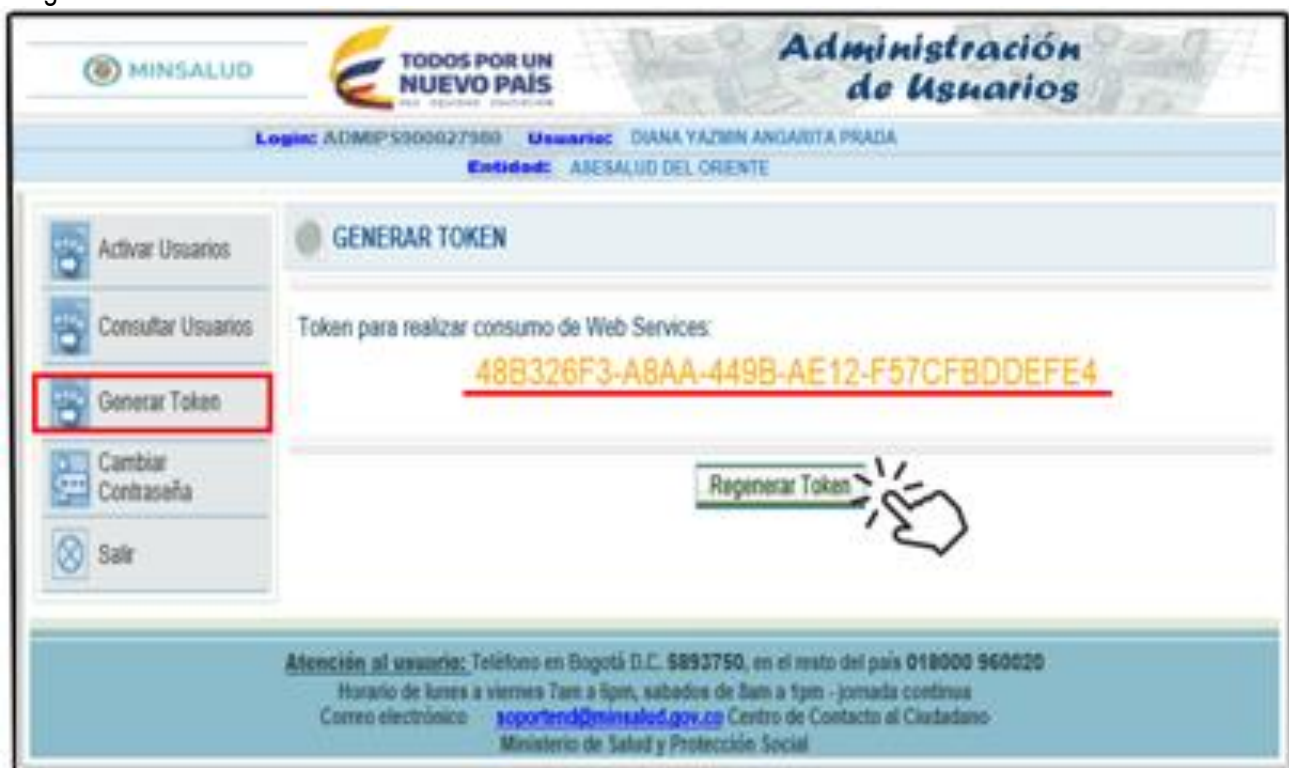 MINSALUD
TODOS POR UN
NUEVO PAÍS
PAZ EQUIDAD EDUCACIÓN
Administración
de Usuarios
Login: ADMIPS900027980 Usuario: DIANA YAZMIN ANGARITA PRADA
Entidad: ASESALUD DEL ORIENTE
Activar Usuarios
Consultar Usuarios
Generar Token
Cambiar
Contraseña
Salir
GENERAR TOKEN
Token para realizar consumo de Web Services:
48B326F3-A8AA-449B-AE12-F57CFBDDEFE4
Regenerar Token
Atención al usuario: Teléfono en Bogotá D.C. 5893750, en el resto del país 018000 960020
Horario de lunes a viernes 7am a 6pm, sabados de 8am a 1pm - jornada continua
Correo electrónico soportend@minsalud.gov.co Centro de Contacto al Ciudadano
Ministerio de Salud y Protección Social